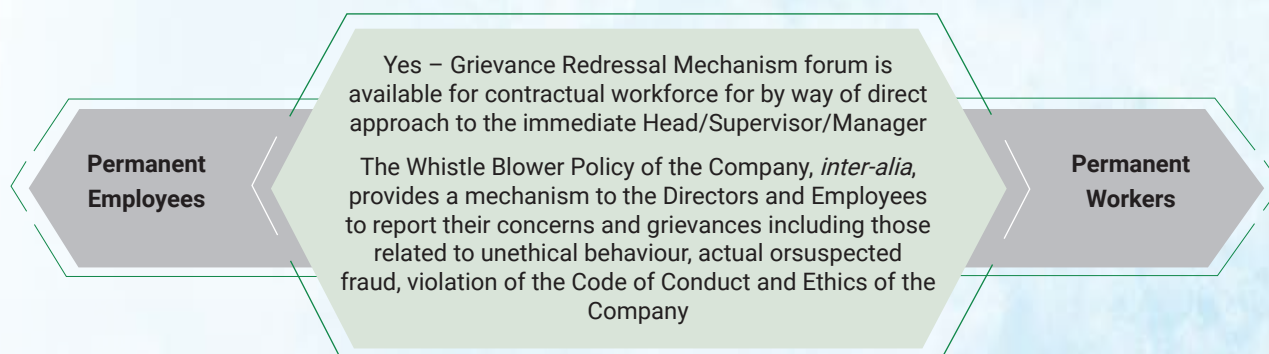 Permanent
Employees
Yes – Grievance Redressal Mechanism forum is
available for contractual workforce for by way of direct
approach to the immediate Head/Supervisor/Manager
The Whistle Blower Policy of the Company, inter-alia,
provides a mechanism to the Directors and Employees
to report their concerns and grievances including those
related to unethical behaviour, actual orsuspected
fraud, violation of the Code of Conduct and Ethics of the
Company
Permanent
Workers